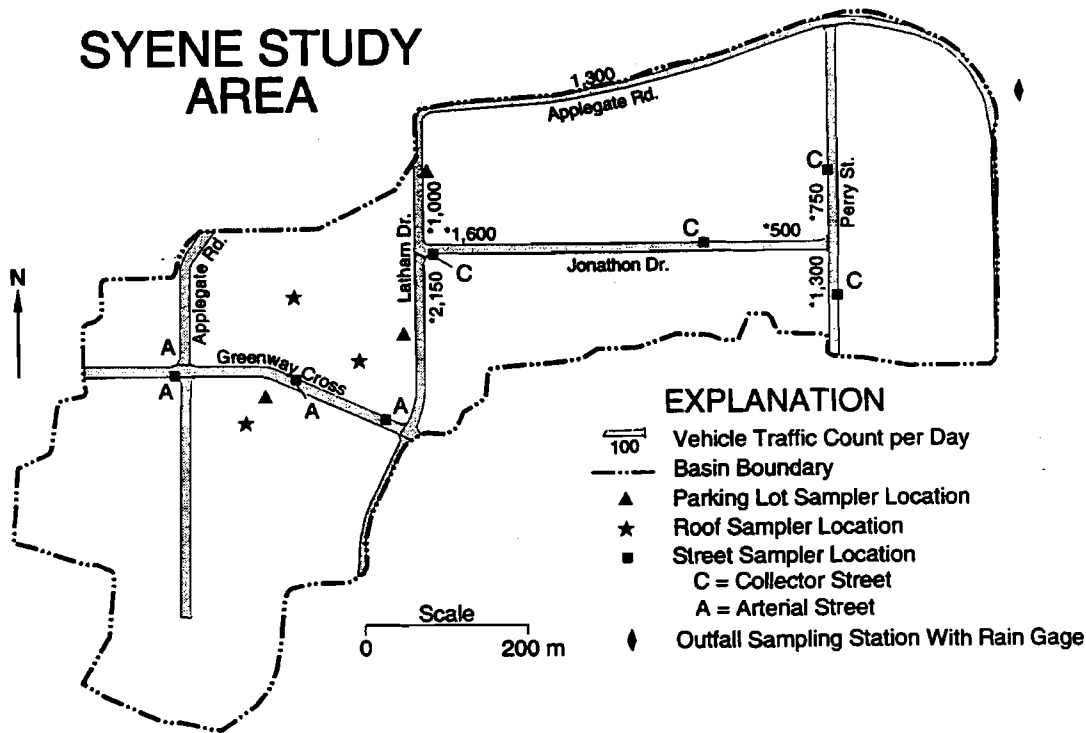 SYENE STUDY
AREA
1,300
Applegate Rd.
C
*750
Perry St.
*1,000
*1,600
C
*500
Latham Dr.
C
Jonathon Dr.
*2,150
*1,300
C
N
Applegate Rd.
A
Greenway Cross
A
A
A
EXPLANATION
100 Vehicle Traffic Count per Day
Basin Boundary
Parking Lot Sampler Location
Roof Sampler Location
Street Sampler Location
C = Collector Street
A = Arterial Street
Outfall Sampling Station With Rain Gage
Scale
0 200 m